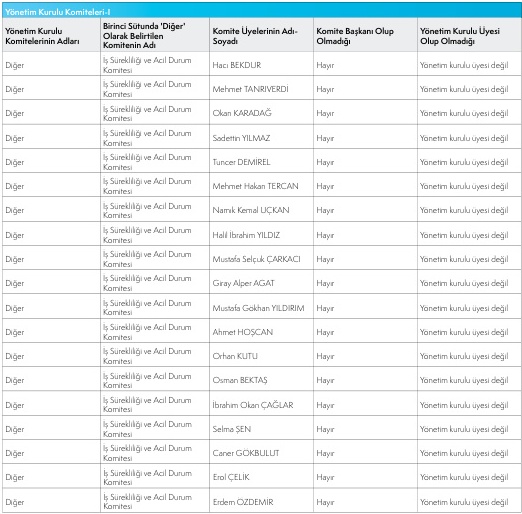 Yönetim Kurulu Komiteleri-I
Yönetim Kurulu Komitelerinin Adları | Birinci Sütunda 'Diğer' Olarak Belirtilen Komitenin Adı | Komite Üyelerinin Adı-Soyadı | Komite Başkanı Olup Olmadığı | Yönetim Kurulu Üyesi Olup Olmadığı
Diğer | İş Sürekliliği ve Acil Durum Komitesi | Hacı BEKDUR | Hayır | Yönetim kurulu üyesi değil
Diğer | İş Sürekliliği ve Acil Durum Komitesi | Mehmet TANRIVERDİ | Hayır | Yönetim kurulu üyesi değil
Diğer | İş Sürekliliği ve Acil Durum Komitesi | Okan KARADAĞ | Hayır | Yönetim kurulu üyesi değil
Diğer | İş Sürekliliği ve Acil Durum Komitesi | Sadettin YILMAZ | Hayır | Yönetim kurulu üyesi değil
Diğer | İş Sürekliliği ve Acil Durum Komitesi | Tuncer DEMİREL | Hayır | Yönetim kurulu üyesi değil
Diğer | İş Sürekliliği ve Acil Durum Komitesi | Mehmet Hakan TERCAN | Hayır | Yönetim kurulu üyesi değil
Diğer | İş Sürekliliği ve Acil Durum Komitesi | Namık Kemal UÇKAN | Hayır | Yönetim kurulu üyesi değil
Diğer | İş Sürekliliği ve Acil Durum Komitesi | Halil İbrahim YILDIZ | Hayır | Yönetim kurulu üyesi değil
Diğer | İş Sürekliliği ve Acil Durum Komitesi | Mustafa Selçuk ÇARKACI | Hayır | Yönetim kurulu üyesi değil
Diğer | İş Sürekliliği ve Acil Durum Komitesi | Giray Alper AGAT | Hayır | Yönetim kurulu üyesi değil
Diğer | İş Sürekliliği ve Acil Durum Komitesi | Mustafa Gökhan YILDIRIM | Hayır | Yönetim kurulu üyesi değil
Diğer | İş Sürekliliği ve Acil Durum Komitesi | Ahmet HOŞCAN | Hayır | Yönetim kurulu üyesi değil
Diğer | İş Sürekliliği ve Acil Durum Komitesi | Orhan KUTU | Hayır | Yönetim kurulu üyesi değil
Diğer | İş Sürekliliği ve Acil Durum Komitesi | Osman BEKTAŞ | Hayır | Yönetim kurulu üyesi değil
Diğer | İş Sürekliliği ve Acil Durum Komitesi | İbrahim Okan ÇAĞLAR | Hayır | Yönetim kurulu üyesi değil
Diğer | İş Sürekliliği ve Acil Durum Komitesi | Selma ŞEN | Hayır | Yönetim kurulu üyesi değil
Diğer | İş Sürekliliği ve Acil Durum Komitesi | Caner GÖKBULUT | Hayır | Yönetim kurulu üyesi değil
Diğer | İş Sürekliliği ve Acil Durum Komitesi | Erol ÇELİK | Hayır | Yönetim kurulu üyesi değil
Diğer | İş Sürekliliği ve Acil Durum Komitesi | Erdem ÖZDEMİR | Hayır | Yönetim kurulu üyesi değil